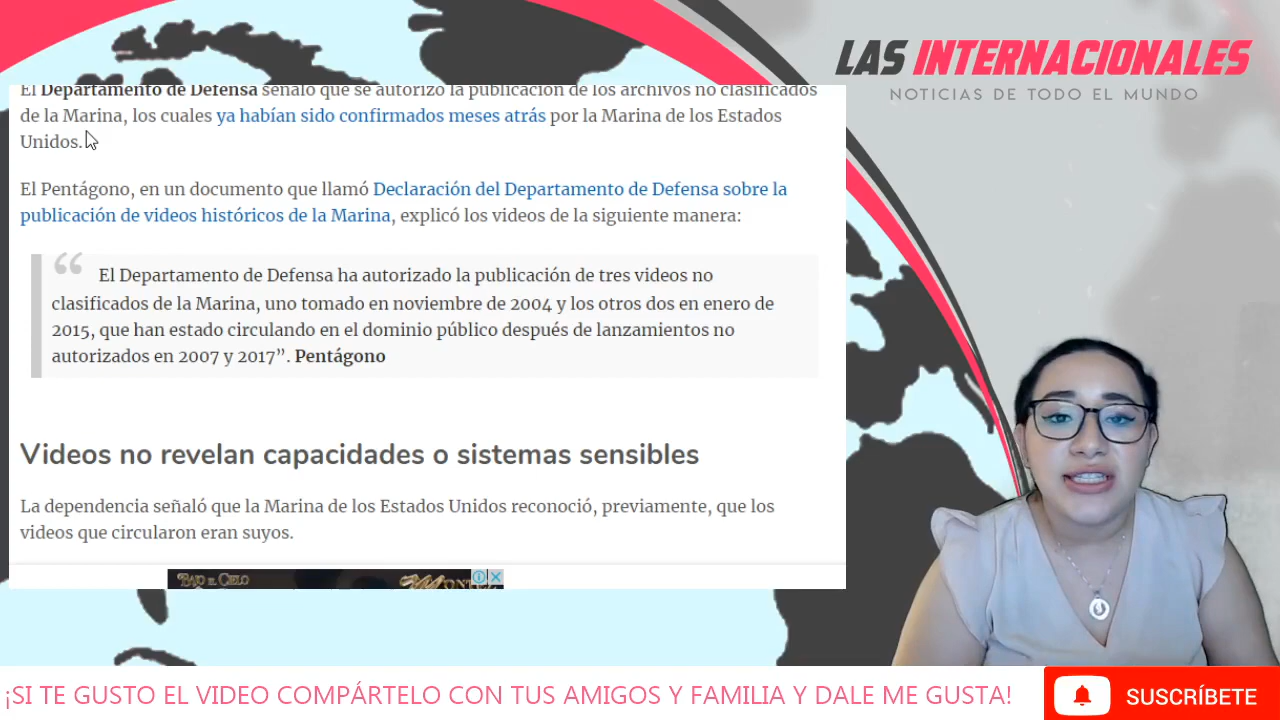 LAS INTERNACIONALES
NOTICIAS DE TODO EL MUNDO
El Departamento de Defensa señaló que se autorizó la publicación de los archivos no clasificados
de la Marina, los cuales ya habían sido confirmados meses atrás por la Marina de los Estados
Unidos.
El Pentágono, en un documento que llamó Declaración del Departamento de Defensa sobre la
publicación de videos históricos de la Marina, explicó los videos de la siguiente manera:
“ El Departamento de Defensa ha autorizado la publicación de tres videos no
clasificados de la Marina, uno tomado en noviembre de 2004 y los otros dos en enero de
2015, que han estado circulando en el dominio público después de lanzamientos no
autorizados en 2007 y 2017”. Pentágono
Videos no revelan capacidades o sistemas sensibles
La dependencia señaló que la Marina de los Estados Unidos reconoció, previamente, que los
videos que circularon eran suyos.
BAJO EL CIELO
¡SI TE GUSTO EL VIDEO COMPÁRTELO CON TUS AMIGOS Y FAMILIA Y DALE ME GUSTA!
SUSCRÍBETE